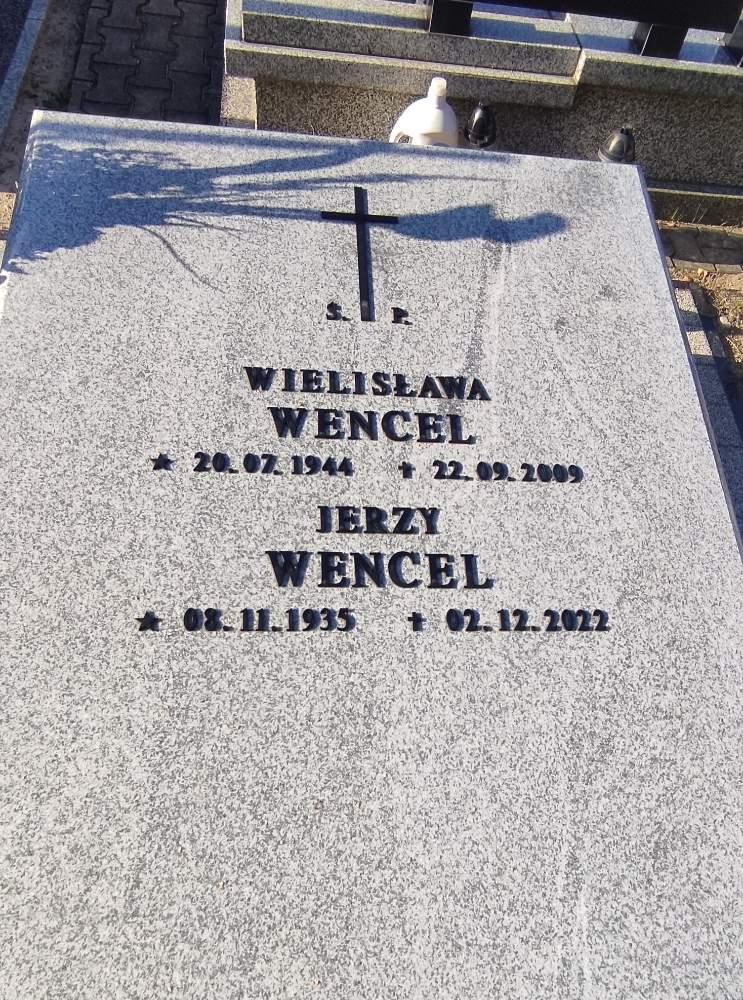 Ś. P.
WIELISŁAWA
WENCEL
★ 20.07.1944 ✝ 22.09.2009
JERZY
WENCEL
★ 08.11.1935 ✝ 02.12.2022